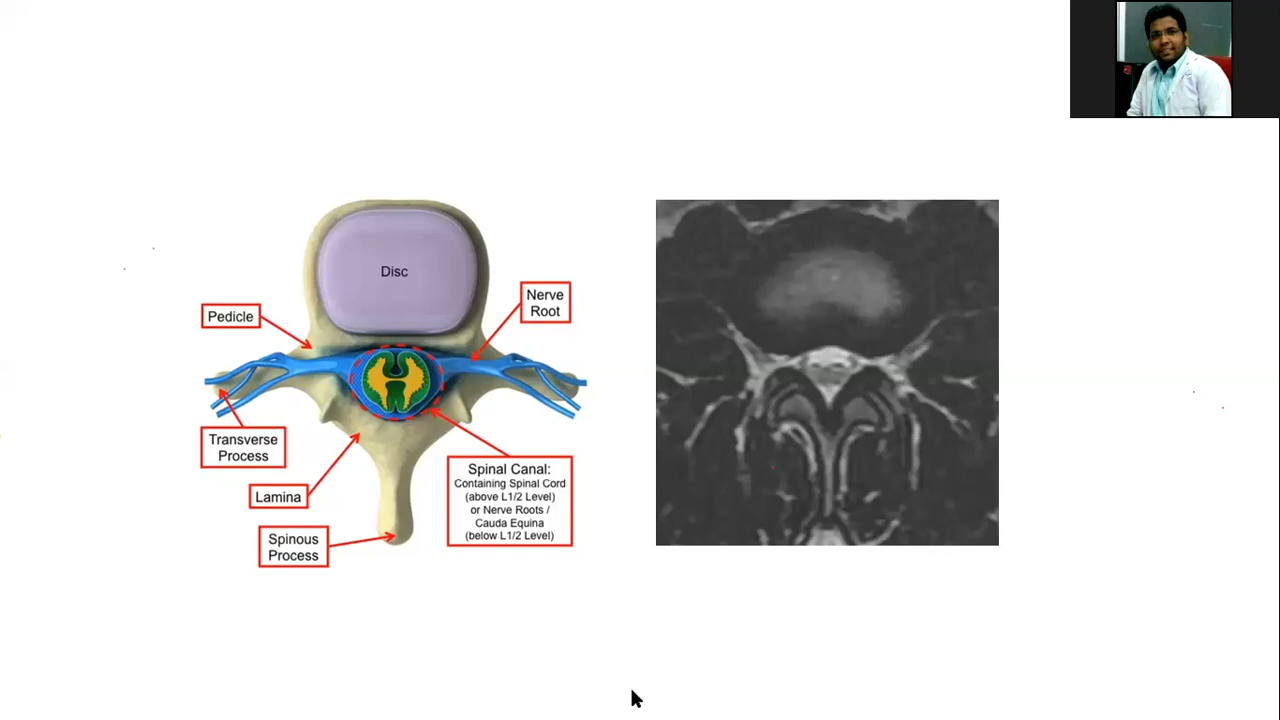 Disc
Nerve
Root
Pedicle
Transverse
Process
Lamina
Spinal Canal:
Containing Spinal Cord
(above L1/2 Level)
or Nerve Roots /
Cauda Equina
(below L1/2 Level)
Spinous
Process